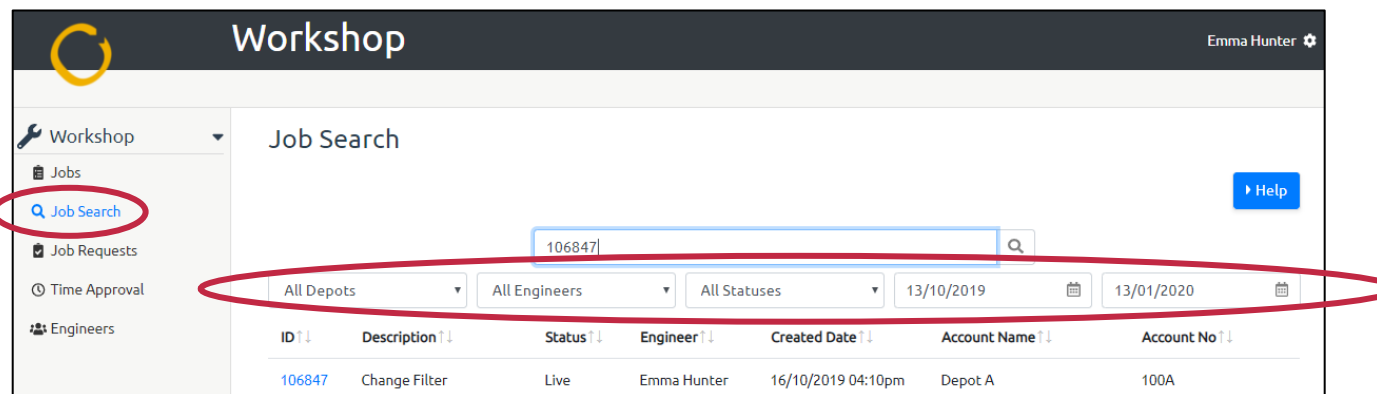 Workshop
Emma Hunter
Workshop
Jobs
Job Search
Job Requests
Time Approval
Engineers
Job Search
Help
106847
All Depots All Engineers All Statuses 13/10/2019 13/01/2020
ID↑↓ Description↑↓ Status↑↓ Engineer↑↓ Created Date↑↓ Account Name↑↓ Account No↑↓
106847 Change Filter Live Emma Hunter 16/10/2019 04:10pm Depot A 100A